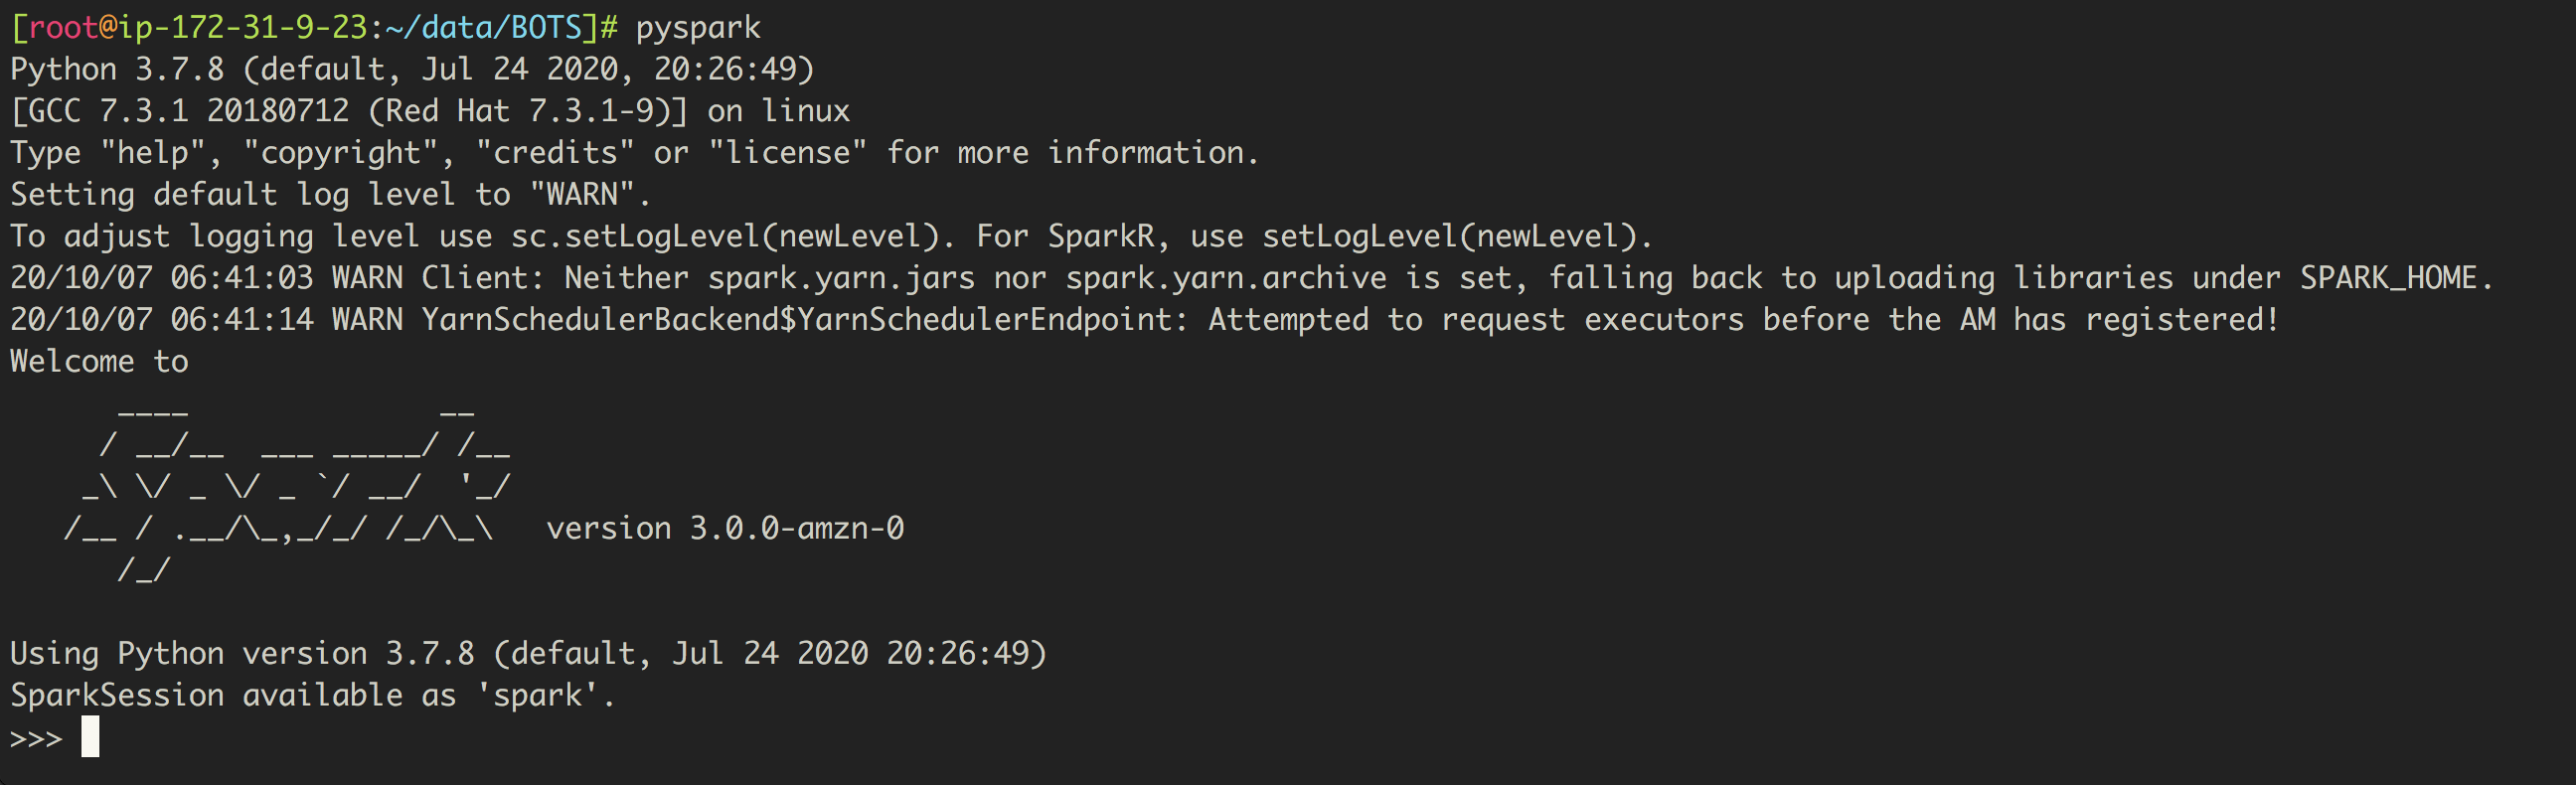 [root@ip-172-31-9-23:~/data/BOTS]# pyspark
Python 3.7.8 (default, Jul 24 2020, 20:26:49)
[GCC 7.3.1 20180712 (Red Hat 7.3.1-9)] on linux
Type "help", "copyright", "credits" or "license" for more information.
Setting default log level to "WARN".
To adjust logging level use sc.setLogLevel(newLevel). For SparkR, use setLogLevel(newLevel).
20/10/07 06:41:03 WARN Client: Neither spark.yarn.jars nor spark.yarn.archive is set, falling back to uploading libraries under SPARK_HOME.
20/10/07 06:41:14 WARN YarnSchedulerBackend$YarnSchedulerEndpoint: Attempted to request executors before the AM has registered!
Welcome to
      ____              __
     / __/__  ___ _____/ /__
    _\ \/ _ \/ _ `/ __/  '_/
   /__ / .__/\_,_/_/ /_/\_\   version 3.0.0-amzn-0
      /_/
Using Python version 3.7.8 (default, Jul 24 2020 20:26:49)
SparkSession available as 'spark'.
>>>